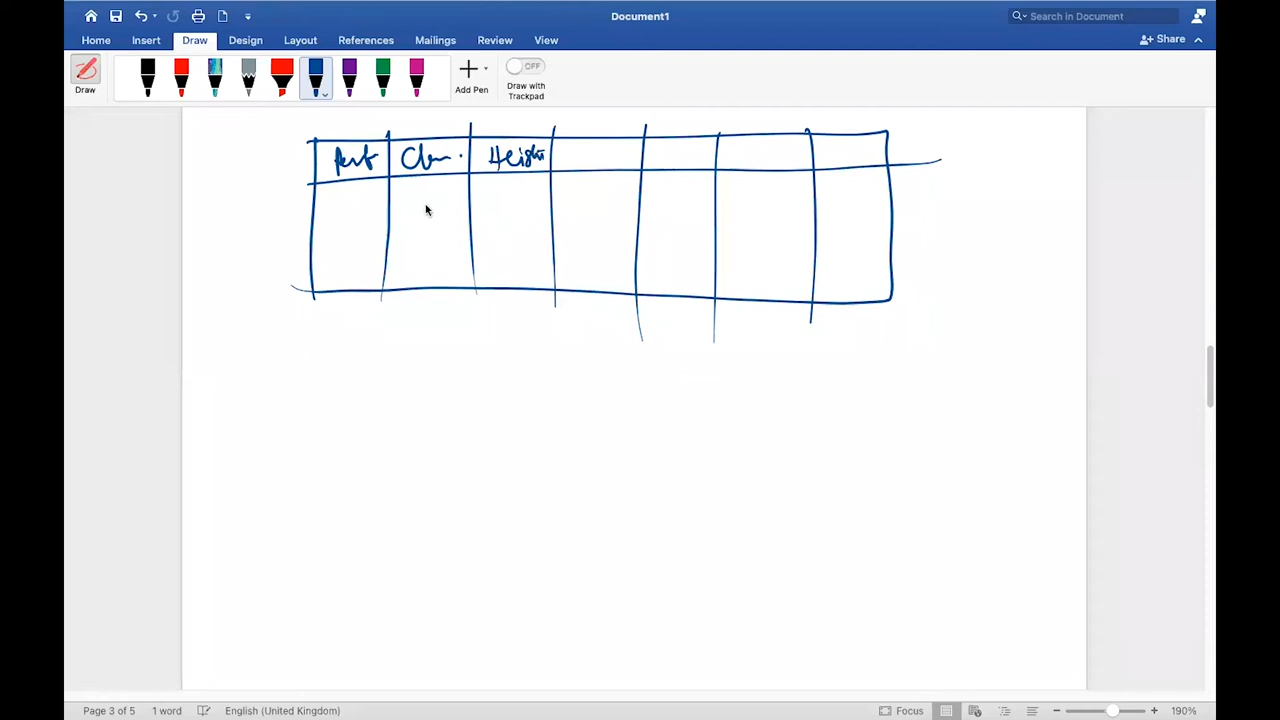 Document1
Search in Document
Home Insert Draw Design Layout References Mailings Review View
Share
Draw
Add Pen
OFF
Draw with
Trackpad
Height
Page 3 of 5 1 word English (United Kingdom) Focus 190%